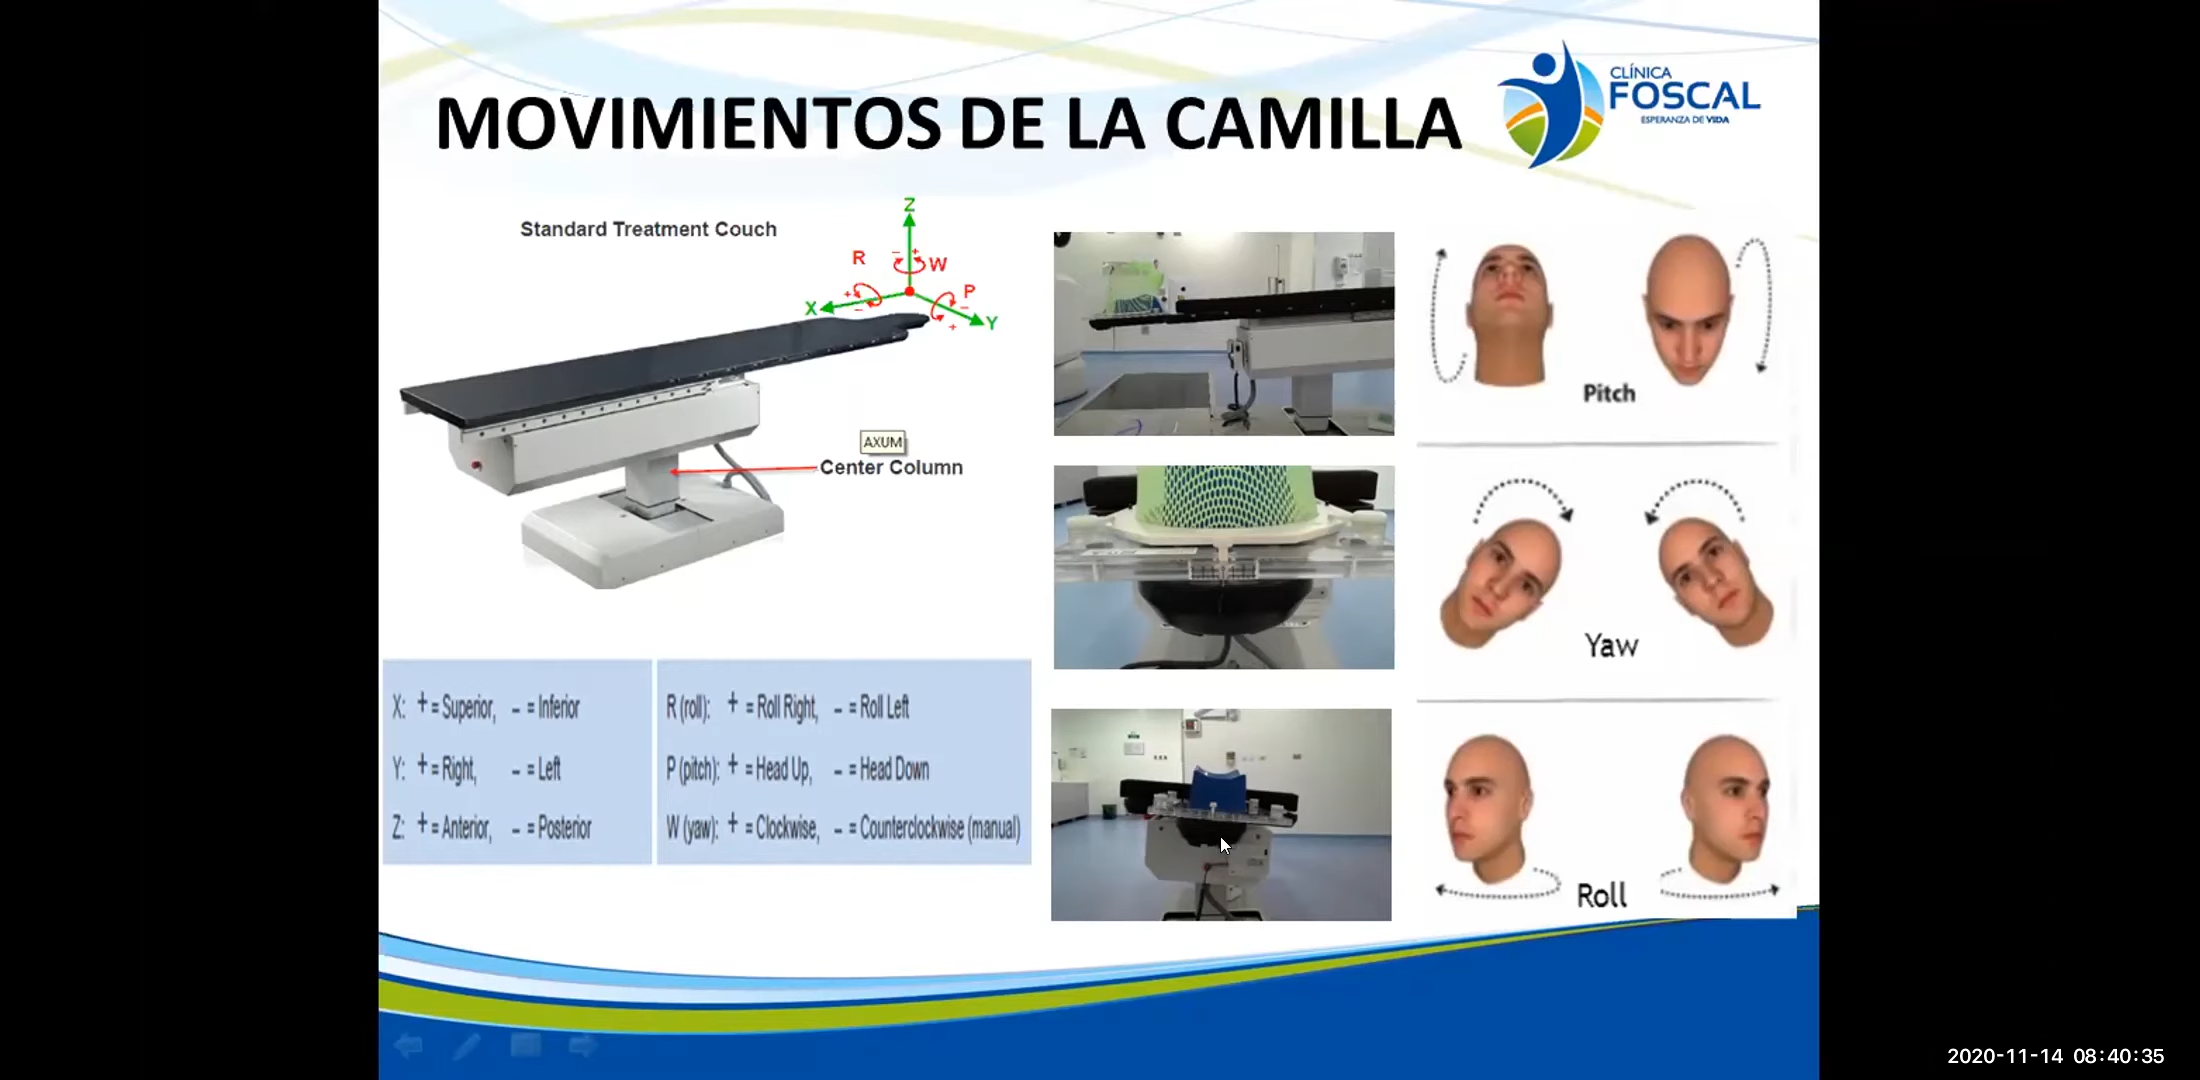 MOVIMIENTOS DE LA CAMILLA
CLÍNICA
FOSCAL
ESPERANZA DE VIDA
Standard Treatment Couch
Z
R
- + W
P
X
+
-
-
+
Y
AXUM
Center Column
X: + = Superior, - = Inferior
Y: + = Right, - = Left
Z: + = Anterior, - = Posterior
R (roll): + = Roll Right, - = Roll Left
P (pitch): + = Head Up, - = Head Down
W (yaw): + = Clockwise, - = Counterclockwise (manual)
Pitch
Yaw
Roll
2020-11-14 08:40:35